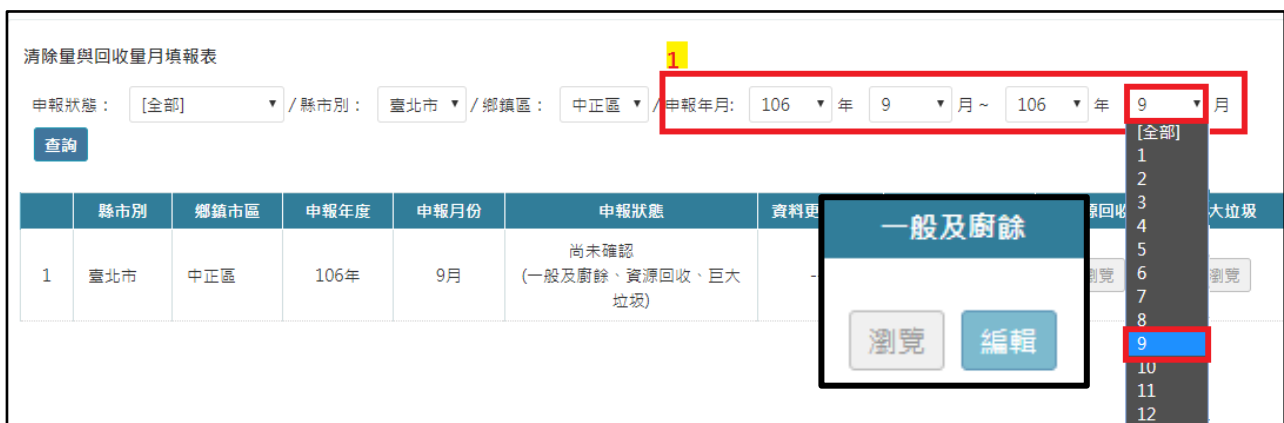 清除量與回收量月填報表
1
申報狀態： [全部] / 縣市別： 臺北市 / 鄉鎮區： 中正區 / 申報年月: 106 年 9 月 ~ 106 年 9 月
查詢
[全部]
1
2
3
4
5
6
7
8
9
10
11
12
縣市別 鄉鎮市區 申報年度 申報月份 申報狀態 資料更 源回收 大垃圾
一般及廚餘
瀏覽 編輯
1 臺北市 中正區 106年 9月 尚未確認 - 瀏覽 瀏覽
(一般及廚餘、資源回收、巨大
垃圾)